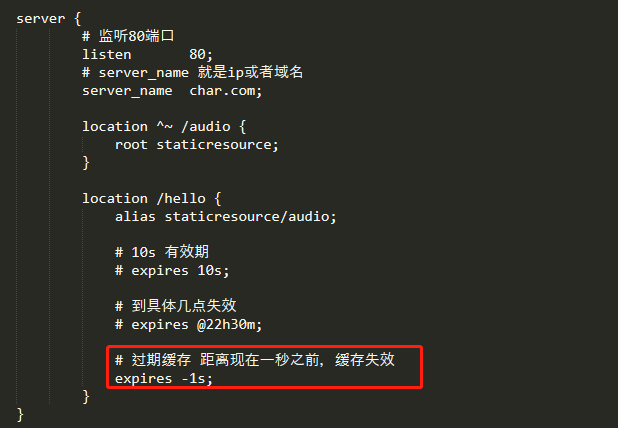 server {
# 监听80端口
listen 80;
# server_name 就是ip或者域名
server_name char.com;
location ^~ /audio {
root staticresource;
}
location /hello {
alias staticresource/audio;
# 10s 有效期
# expires 10s;
# 到具体几点失效
# expires @22h30m;
# 过期缓存 距离现在一秒之前，缓存失效
expires -1s;
}
}